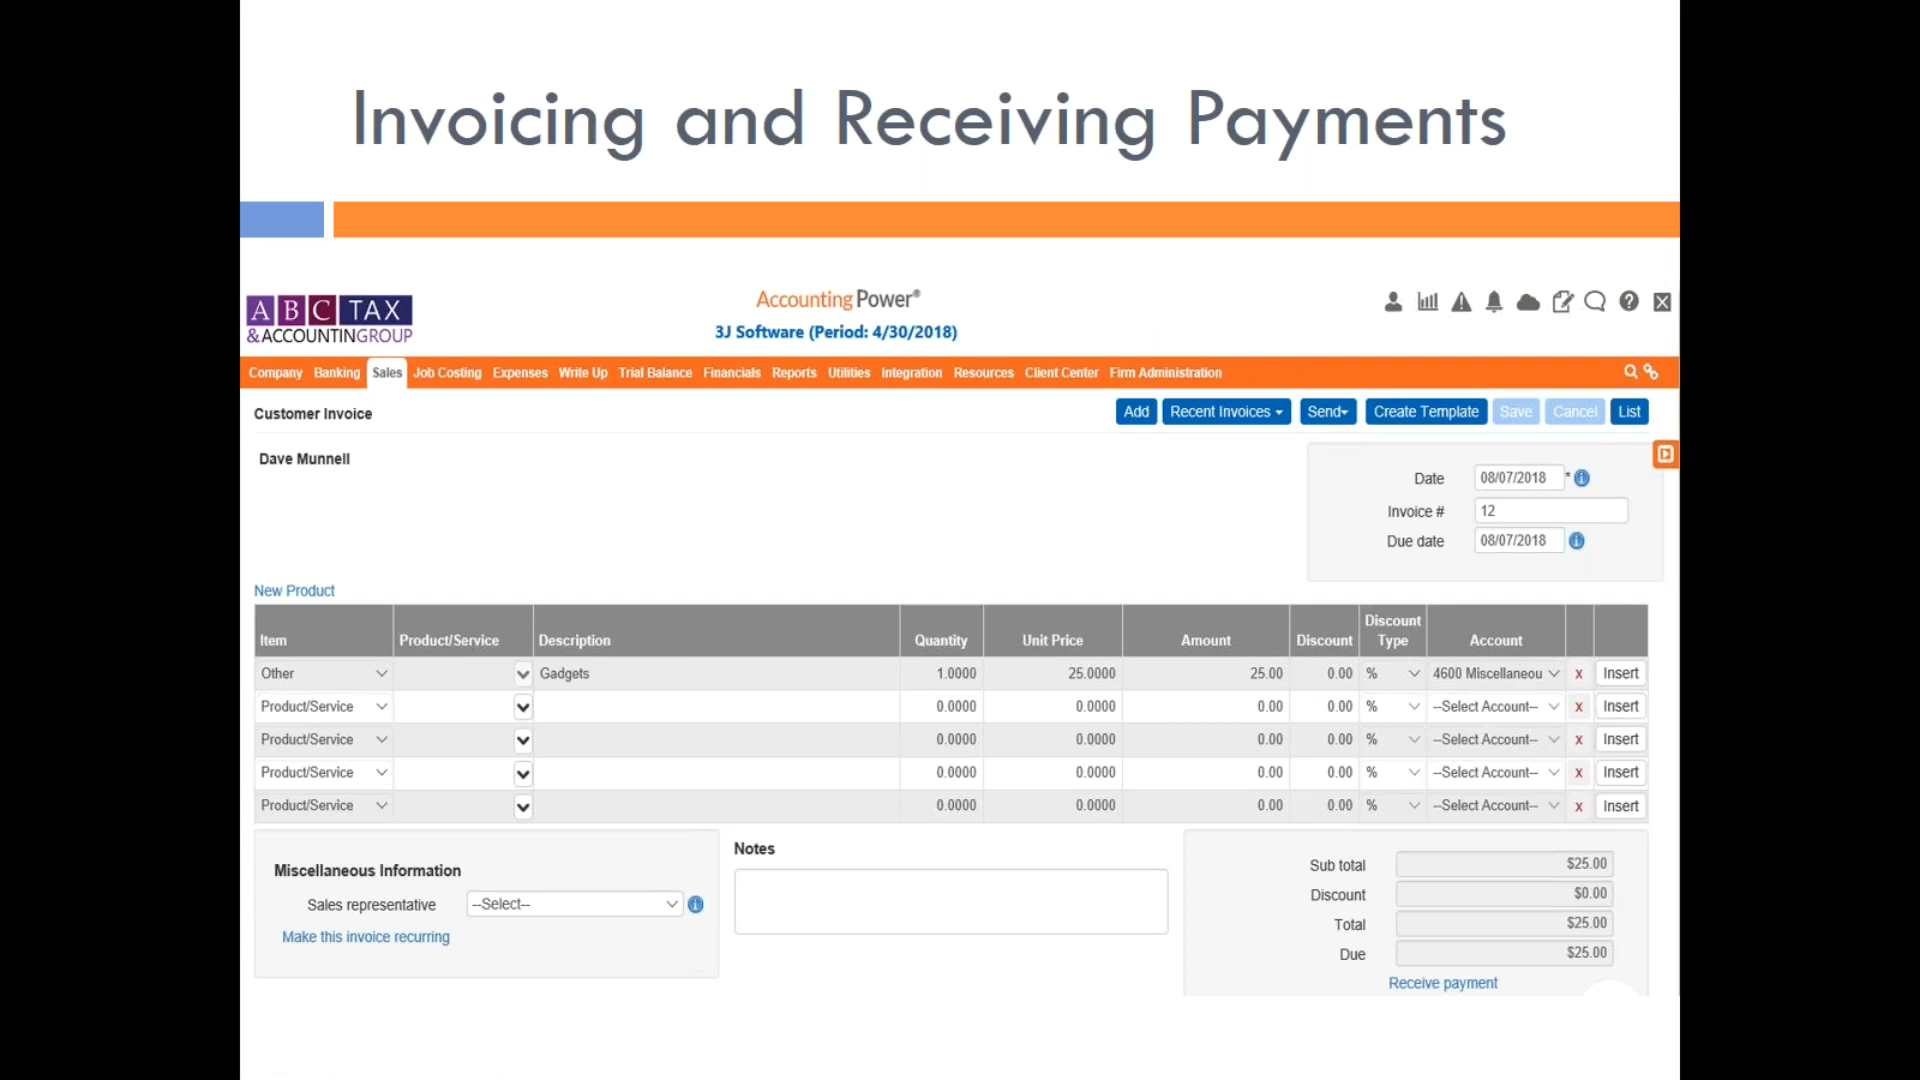 Invoicing and Receiving Payments
ABC TAX
&ACCOUNTINGROUP
Accounting Power®
3J Software (Period: 4/30/2018)
Company Banking Sales Job Costing Expenses Write Up Trial Balance Financials Reports Utilities Integration Resources Client Center Firm Administration
Customer Invoice
Add Recent Invoices Send Create Template Save Cancel List
Dave Munnell
Date 08/07/2018 *
Invoice # 12
Due date 08/07/2018
New Product
Item Product/Service Description Quantity Unit Price Amount Discount Discount Type Account
Other Gadgets 1.0000 25.0000 25.00 0.00 % 4600 Miscellaneou x Insert
Product/Service 0.0000 0.0000 0.00 0.00 % --Select Account-- x Insert
Product/Service 0.0000 0.0000 0.00 0.00 % --Select Account-- x Insert
Product/Service 0.0000 0.0000 0.00 0.00 % --Select Account-- x Insert
Product/Service 0.0000 0.0000 0.00 0.00 % --Select Account-- x Insert
Miscellaneous Information
Sales representative --Select--
Make this invoice recurring
Notes
Sub total $25.00
Discount $0.00
Total $25.00
Due $25.00
Receive payment